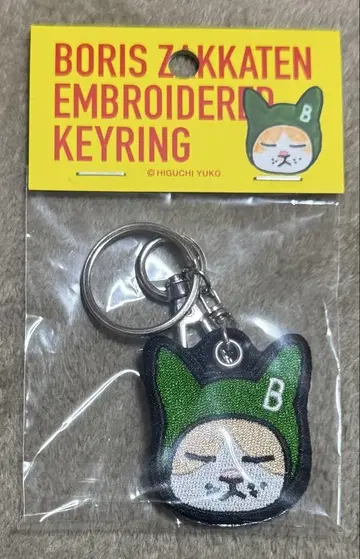 BORIS ZAKKATEN
EMBROIDERED
KEYRING
B
© HIGUCHI YUKO
B